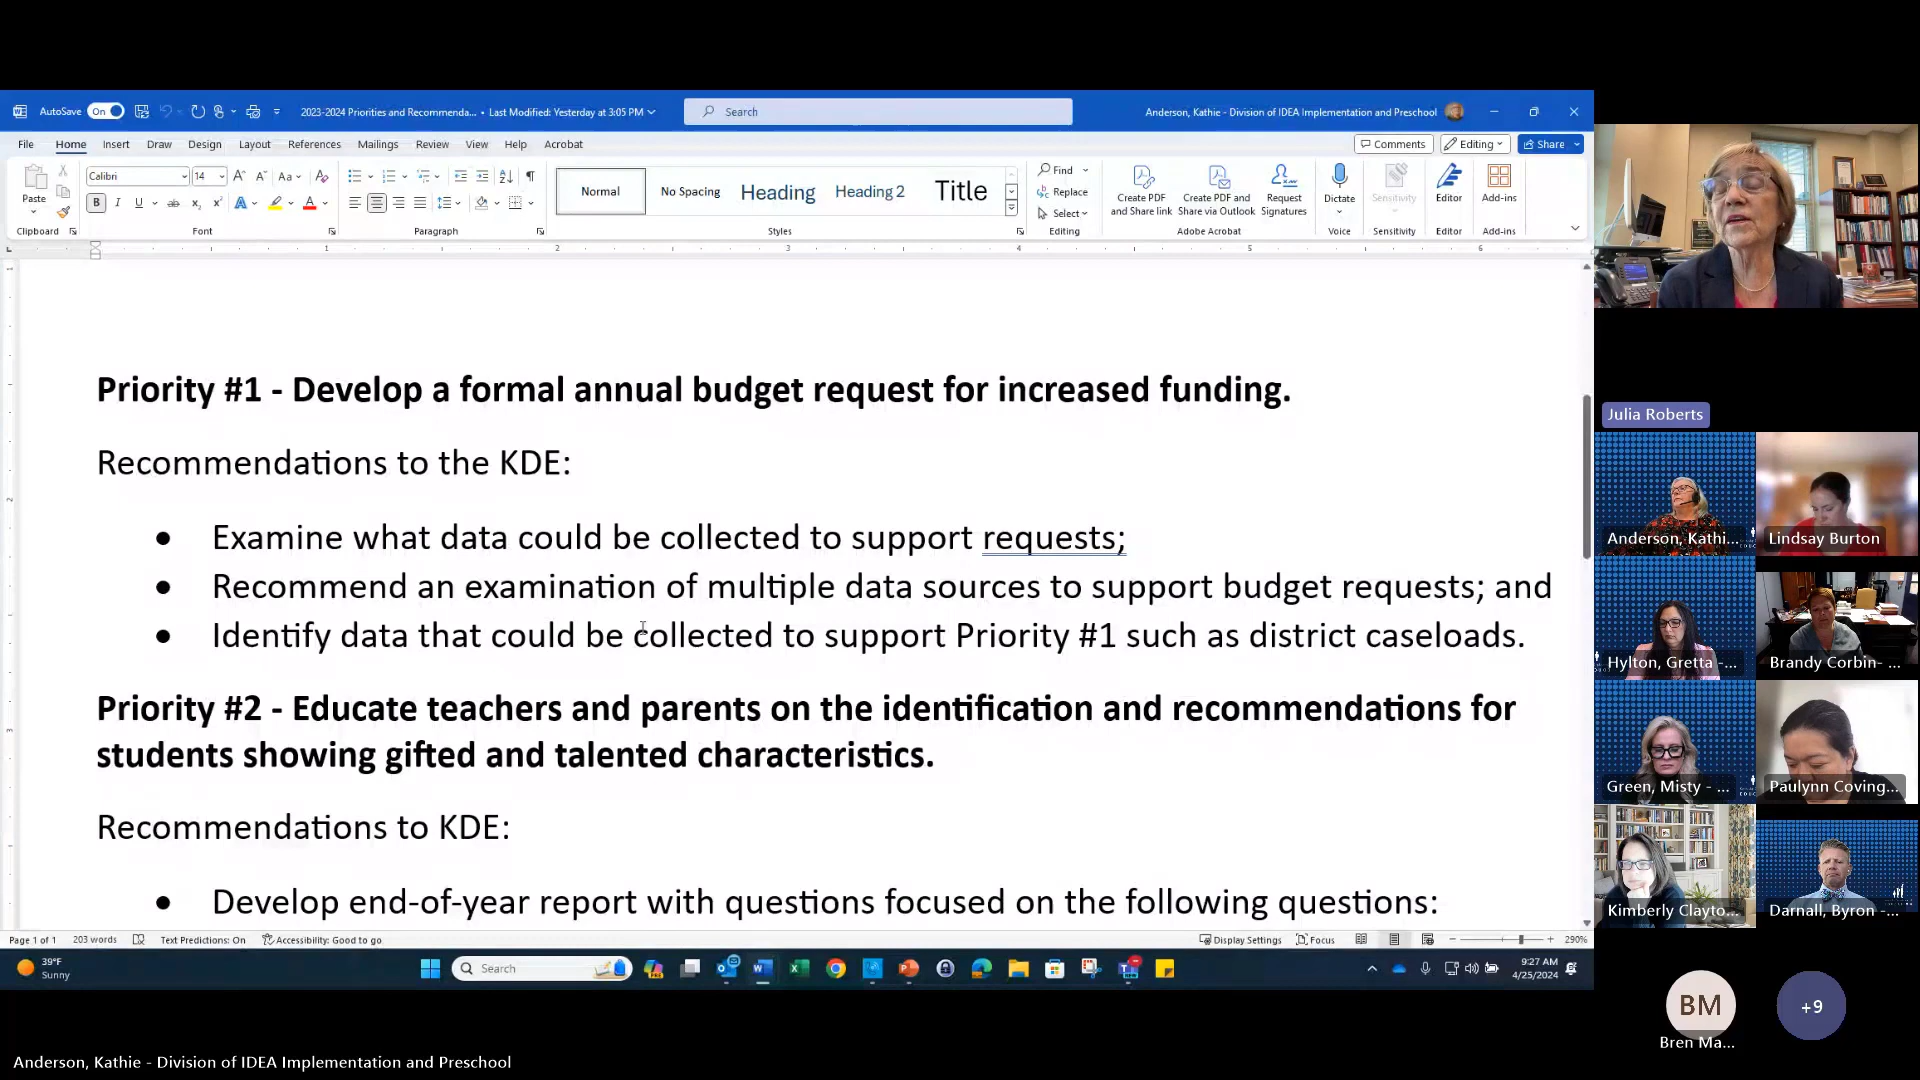 AutoSave On 2023-2024 Priorities and Recommenda... • Last Modified: Yesterday at 3:05 PM Search Anderson, Kathie - Division of IDEA Implementation and Preschool
File Home Insert Draw Design Layout References Mailings Review View Help Acrobat Comments Editing Share
Paste Calibri 14 Normal No Spacing Heading Heading 2 Title Find Replace Select Create PDF and Share link Create PDF and Share via Outlook Request Signatures Dictate Sensitivity Editor Add-ins
Clipboard Font Paragraph Styles Editing Adobe Acrobat Voice Sensitivity Editor Add-ins
Priority #1 - Develop a formal annual budget request for increased funding.
Recommendations to the KDE:
• Examine what data could be collected to support requests;
• Recommend an examination of multiple data sources to support budget requests; and
• Identify data that could be collected to support Priority #1 such as district caseloads.
Priority #2 - Educate teachers and parents on the identification and recommendations for
students showing gifted and talented characteristics.
Recommendations to KDE:
• Develop end-of-year report with questions focused on the following questions:
Page 1 of 1 203 words Text Predictions: On Accessibility: Good to go Display Settings Focus 290%
39°F
Sunny
Search
9:27 AM
4/25/2024
Julia Roberts
Anderson, Kathi...
Lindsay Burton
Hylton, Gretta -...
Brandy Corbin- ...
Green, Misty - ...
Paulynn Coving...
Kimberly Clayto...
Darnall, Byron -...
BM
Bren Ma...
+9
Anderson, Kathie - Division of IDEA Implementation and Preschool